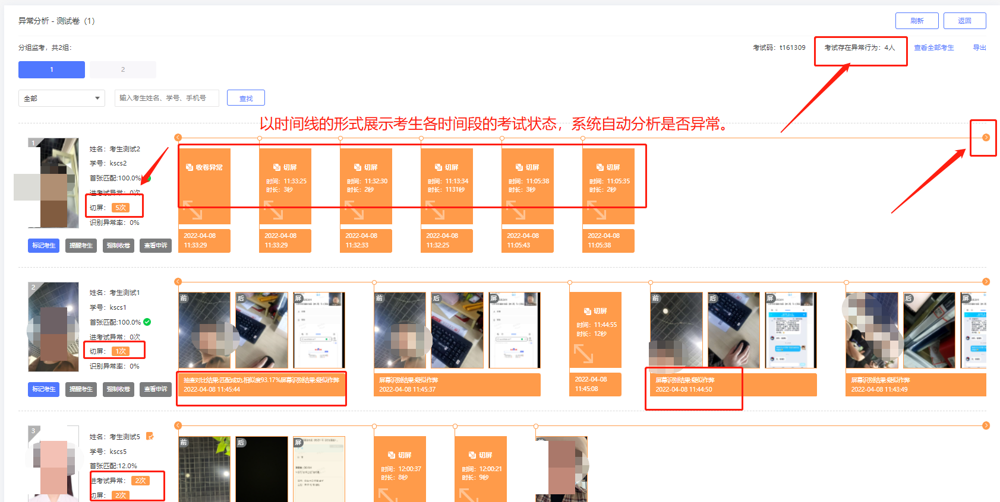 异常分析 - 测试卷（1）
刷新
返回
分组监考，共2组：
考试码：t161309
考试存在异常行为：4人
查看全部考生
导出
1
2
全部
输入考生姓名、学号、手机号
查找
以时间线的形式展示考生各时间段的考试状态，系统自动分析是否异常。
1
姓名：考生测试2
学号：kscs2
首张匹配:100.0%
进考试异常：0次
切屏：
5次
识别异常率：0%
标记考生
提醒考生
强制收卷
查看申诉
收卷异常
2022-04-08
11:33:29
切屏
时间：11:33:25
时长：3秒
2022-04-08
11:33:29
切屏
时间：11:32:30
时长：2秒
2022-04-08
11:32:33
切屏
时间：11:13:34
时长：1131秒
2022-04-08
11:32:25
切屏
时间：11:05:38
时长：3秒
2022-04-08
11:05:43
切屏
时间：11:05:35
时长：2秒
2022-04-08
11:05:38
2
姓名：考生测试1
学号：kscs1
首张匹配:100.0%
进考试异常：0次
切屏：
1次
识别异常率：0%
标记考生
提醒考生
强制收卷
查看申诉
前
后
屏
抽查对比结果:匹配成功,相似度93.17%屏幕识别结果:疑似作弊
2022-04-08 11:45:44
前
后
屏
屏幕识别结果:疑似作弊
2022-04-08 11:45:37
切屏
时间：11:44:55
时长：12秒
2022-04-08
11:45:08
前
后
屏
屏幕识别结果:疑似作弊
2022-04-08 11:44:50
后
屏
屏幕识别结果:疑似作弊
2022-04-08 11:43:49
3
姓名：考生测试5
学号：kscs5
首张匹配:12.0%
进考试异常：
2次
切屏：
2次
前
后
屏
切屏
时间：12:00:37
时长：8秒
切屏
时间：12:00:21
时长：9秒